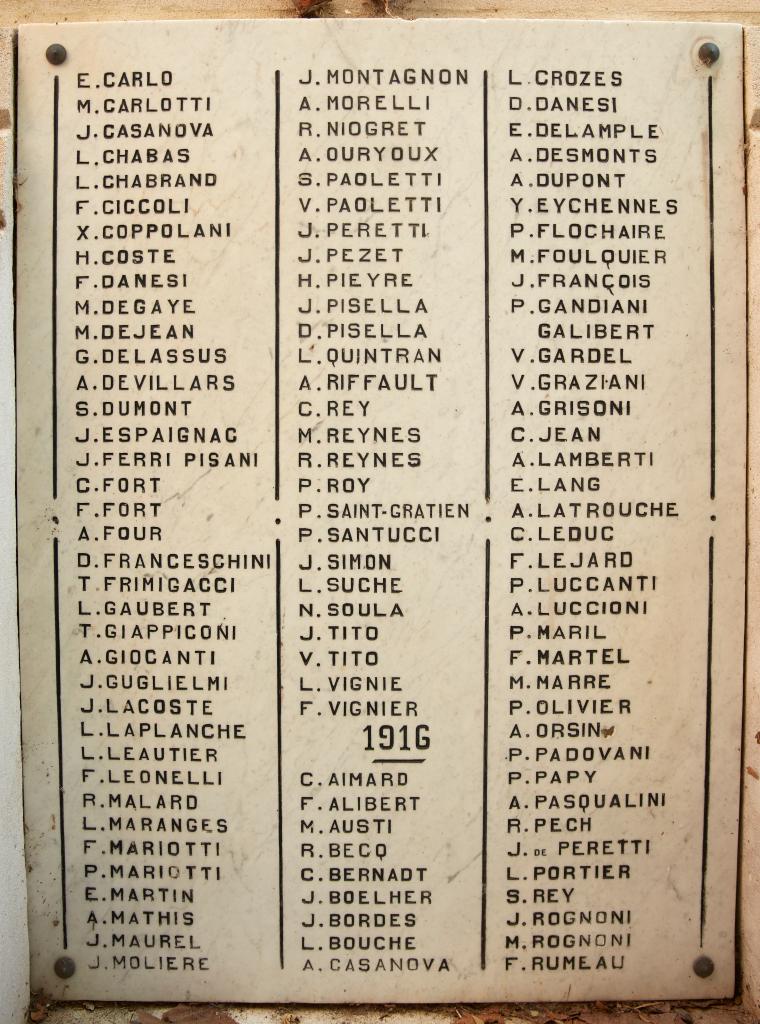 E.CARLO
M.CARLOTTI
J.CASANOVA
L.CHABAS
L.CHABRAND
F.CICCOLI
X.COPPOLANI
H.COSTE
F.DANESI
M.DEGAYE
M.DEJEAN
G.DELASSUS
A.DEVILLARS
S.DUMONT
J.ESPAIGNAC
J.FERRI PISANI
C.FORT
F.FORT
A.FOUR
D.FRANCESCHINI
T.FRIMIGACCI
L.GAUBERT
T.GIAPPICONI
A.GIOCANTI
J.GUGLIELMI
J.LACOSTE
L.LAPLANCHE
L.LEAUTIER
F.LEONELLI
R.MALARD
L.MARANGES
F.MARIOTTI
P.MARIOTTI
E.MARTIN
A.MATHIS
J.MAUREL
J.MOLIERE
J.MONTAGNON
A.MORELLI
R.NIOGRET
A.OURYOUX
S.PAOLETTI
V.PAOLETTI
J.PERETTI
J.PEZET
H.PIEYRE
J.PISELLA
D.PISELLA
L.QUINTRAN
A.RIFFAULT
C.REY
M.REYNES
R.REYNES
P.ROY
P.SAINT-GRATIEN
P.SANTUCCI
J.SIMON
L.SUCHE
N.SOULA
J.TITO
V.TITO
L.VIGNIE
F.VIGNIER
1916
C.AIMARD
F.ALIBERT
M.AUSTI
R.BECQ
C.BERNADT
J.BOELHER
J.BORDES
L.BOUCHE
A.CASANOVA
L.CROZES
D.DANESI
E.DELAMPLE
A.DESMONTS
A.DUPONT
Y.EYCHENNES
P.FLOCHAIRE
M.FOULQUIER
J.FRANÇOIS
P.GANDIANI
GALIBERT
V.GARDEL
V.GRAZIANI
A.GRISONI
C.JEAN
A.LAMBERTI
E.LANG
A.LATROUCHE
C.LEDUC
F.LEJARD
P.LUCCANTI
A.LUCCIONI
P.MARIL
F.MARTEL
M.MARRE
P.OLIVIER
A.ORSINI
P.PADOVANI
P.PAPY
A.PASQUALINI
R.PECH
J. DE PERETTI
L.PORTIER
S.REY
J.ROGNONI
M.ROGNONI
F.RUMEAU